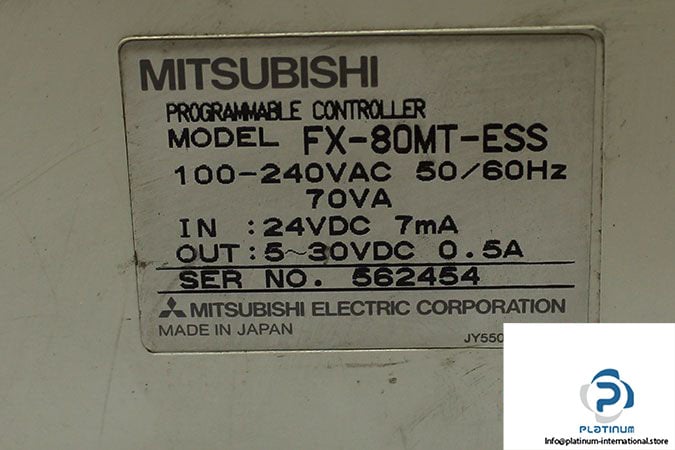 MITSUBISHI
PROGRAMMABLE CONTROLLER
MODEL FX-80MT-ESS
100-240VAC 50/60Hz
70VA
IN : 24VDC 7mA
OUT : 5~30VDC 0.5A
SER NO. 562454
MITSUBISHI ELECTRIC CORPORATION
MADE IN JAPAN
PLATINUM
Info@platinum-international.store